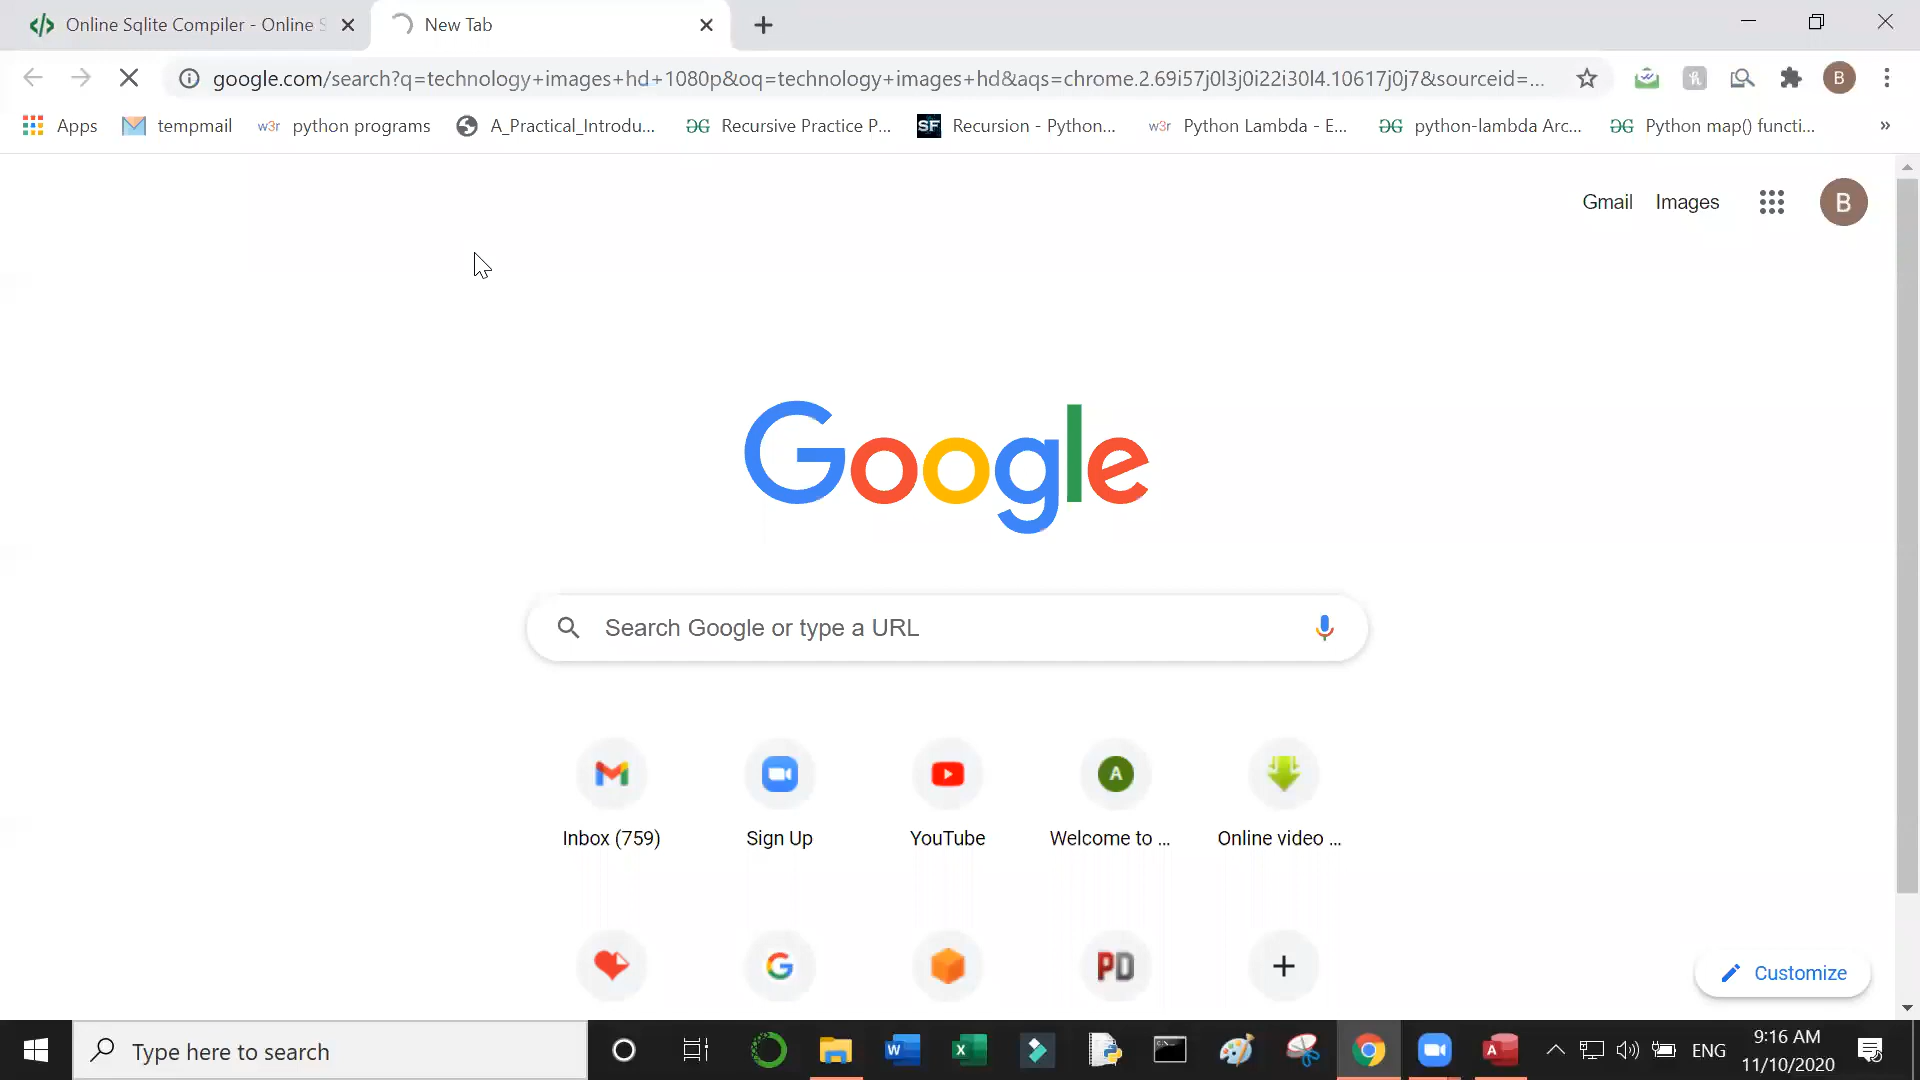 Online Sqlite Compiler - Online S
New Tab
google.com/search?q=technology+images+hd+1080p&oq=technology+images+hd&aqs=chrome.2.69i57j0l3j0i22i30l4.10617j0j7&sourceid=...
B
Apps
tempmail
w3r python programs
A_Practical_Introdu...
Recursive Practice P...
SF Recursion - Python...
w3r Python Lambda - E...
python-lambda Arc...
Python map() functi...
»
Gmail
Images
B
Google
Search Google or type a URL
A
Inbox (759)
Sign Up
YouTube
Welcome to ...
Online video ...
PD
Customize
Type here to search
ENG
9:16 AM
11/10/2020